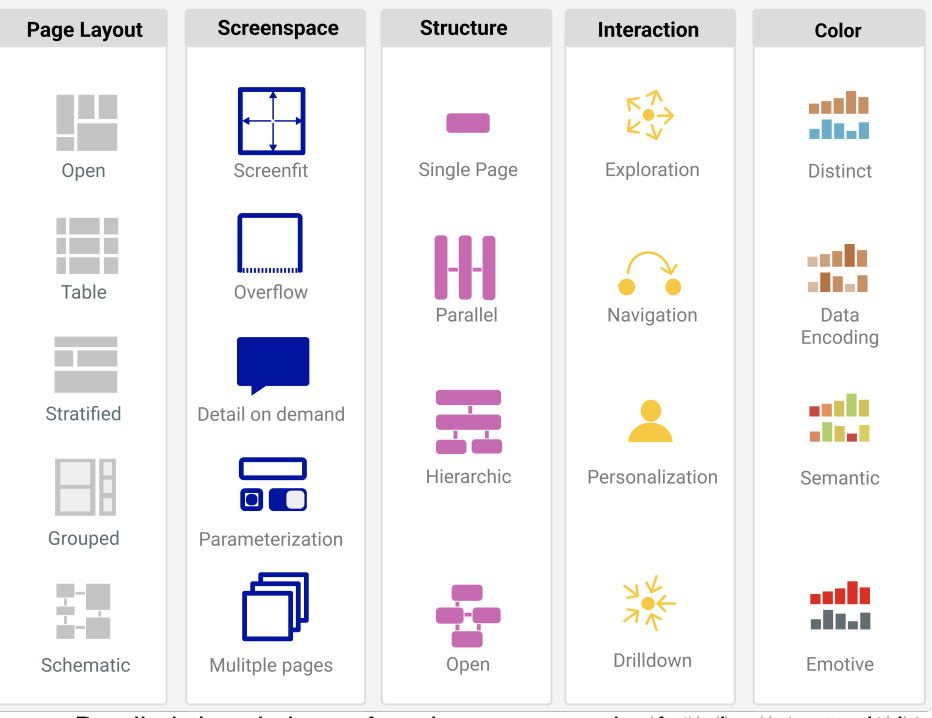 Page Layout
Open
Table
Stratified
Grouped
Schematic
Screenspace
Screenfit
Overflow
Detail on demand
Parameterization
Mulitple pages
Structure
Single Page
Parallel
Hierarchic
Open
Interaction
Exploration
Navigation
Personalization
Drilldown
Color
Distinct
Data
Encoding
Semantic
Emotive